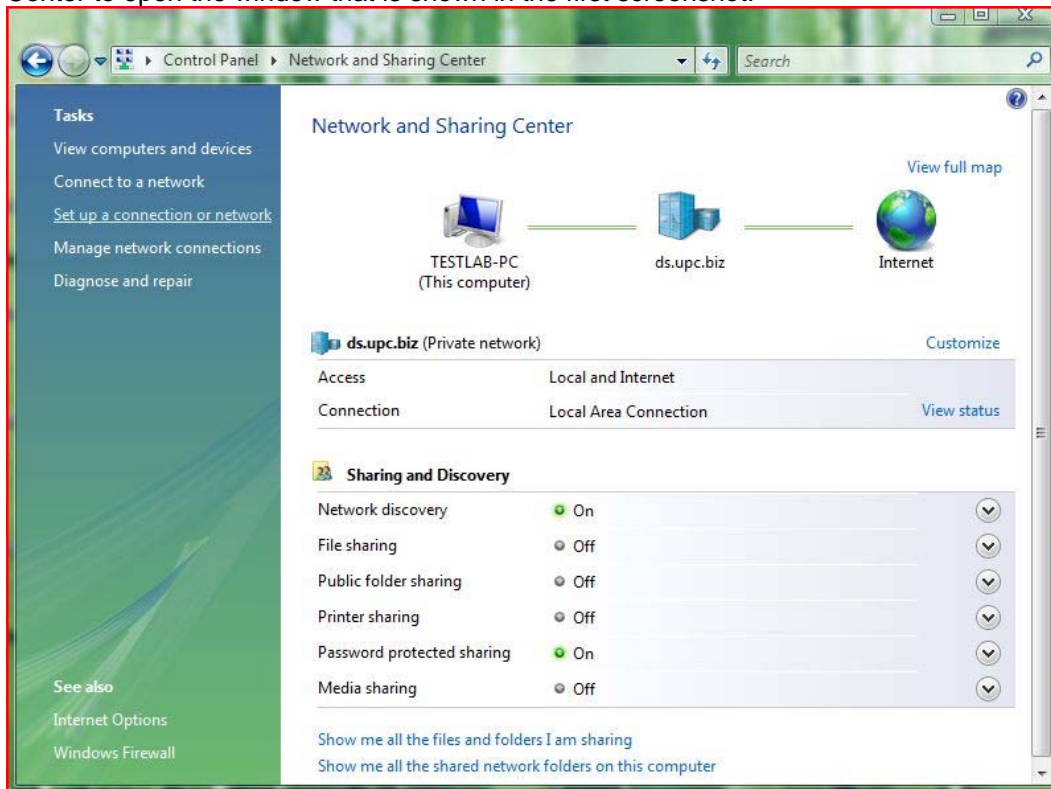 Center to open the window that is shown in the first screenshot.
Control Panel Network and Sharing Center Search
Tasks
View computers and devices
Connect to a network
Set up a connection or network
Manage network connections
Diagnose and repair
See also
Internet Options
Windows Firewall
Network and Sharing Center
View full map
TESTLAB-PC
(This computer)
ds.upc.biz
Internet
ds.upc.biz (Private network) Customize
Access Local and Internet
Connection Local Area Connection View status
Sharing and Discovery
Network discovery On
File sharing Off
Public folder sharing Off
Printer sharing Off
Password protected sharing On
Media sharing Off
Show me all the files and folders I am sharing
Show me all the shared network folders on this computer